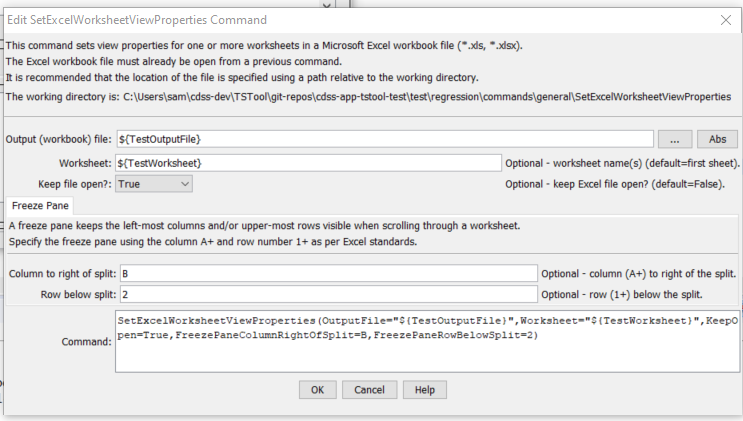 Edit SetExcelWorksheetViewProperties Command
This command sets view properties for one or more worksheets in a Microsoft Excel workbook file (*.xls, *.xlsx).
The Excel workbook file must already be open from a previous command.
It is recommended that the location of the file is specified using a path relative to the working directory.
The working directory is: C:\Users\sam\cdss-dev\TSTool\git-repos\cdss-app-tstool-test\test\regression\commands\general\SetExcelWorksheetViewProperties
Output (workbook) file: ${TestOutputFile} ... Abs
Worksheet: ${TestWorksheet} Optional - worksheet name(s) (default=first sheet).
Keep file open?: True Optional - keep Excel file open? (default=False).
Freeze Pane
A freeze pane keeps the left-most columns and/or upper-most rows visible when scrolling through a worksheet.
Specify the freeze pane using the column A+ and row number 1+ as per Excel standards.
Column to right of split: B Optional - column (A+) to right of the split.
Row below split: 2 Optional - row (1+) below the split.
Command: SetExcelWorksheetViewProperties(OutputFile="${TestOutputFile}",Worksheet="${TestWorksheet}",KeepO
pen=True,FreezePaneColumnRightOfSplit=B,FreezePaneRowBelowSplit=2)
OK Cancel Help